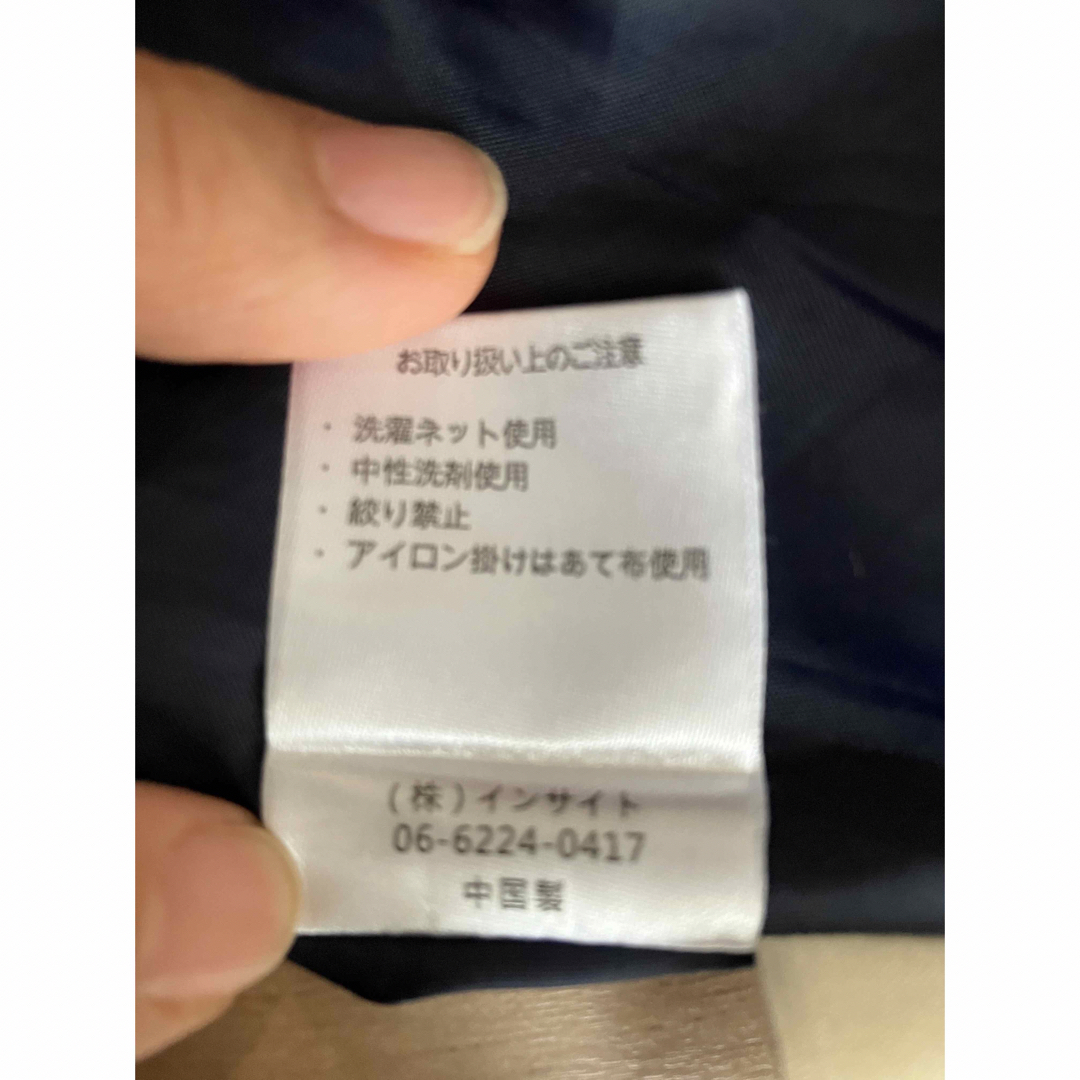 お取り扱い上のご注意
・ 洗濯ネット使用
・ 中性洗剤使用
・ 絞り禁止
・ アイロン掛けはあて布使用
(株)インサイト
06-6224-0417
中国製